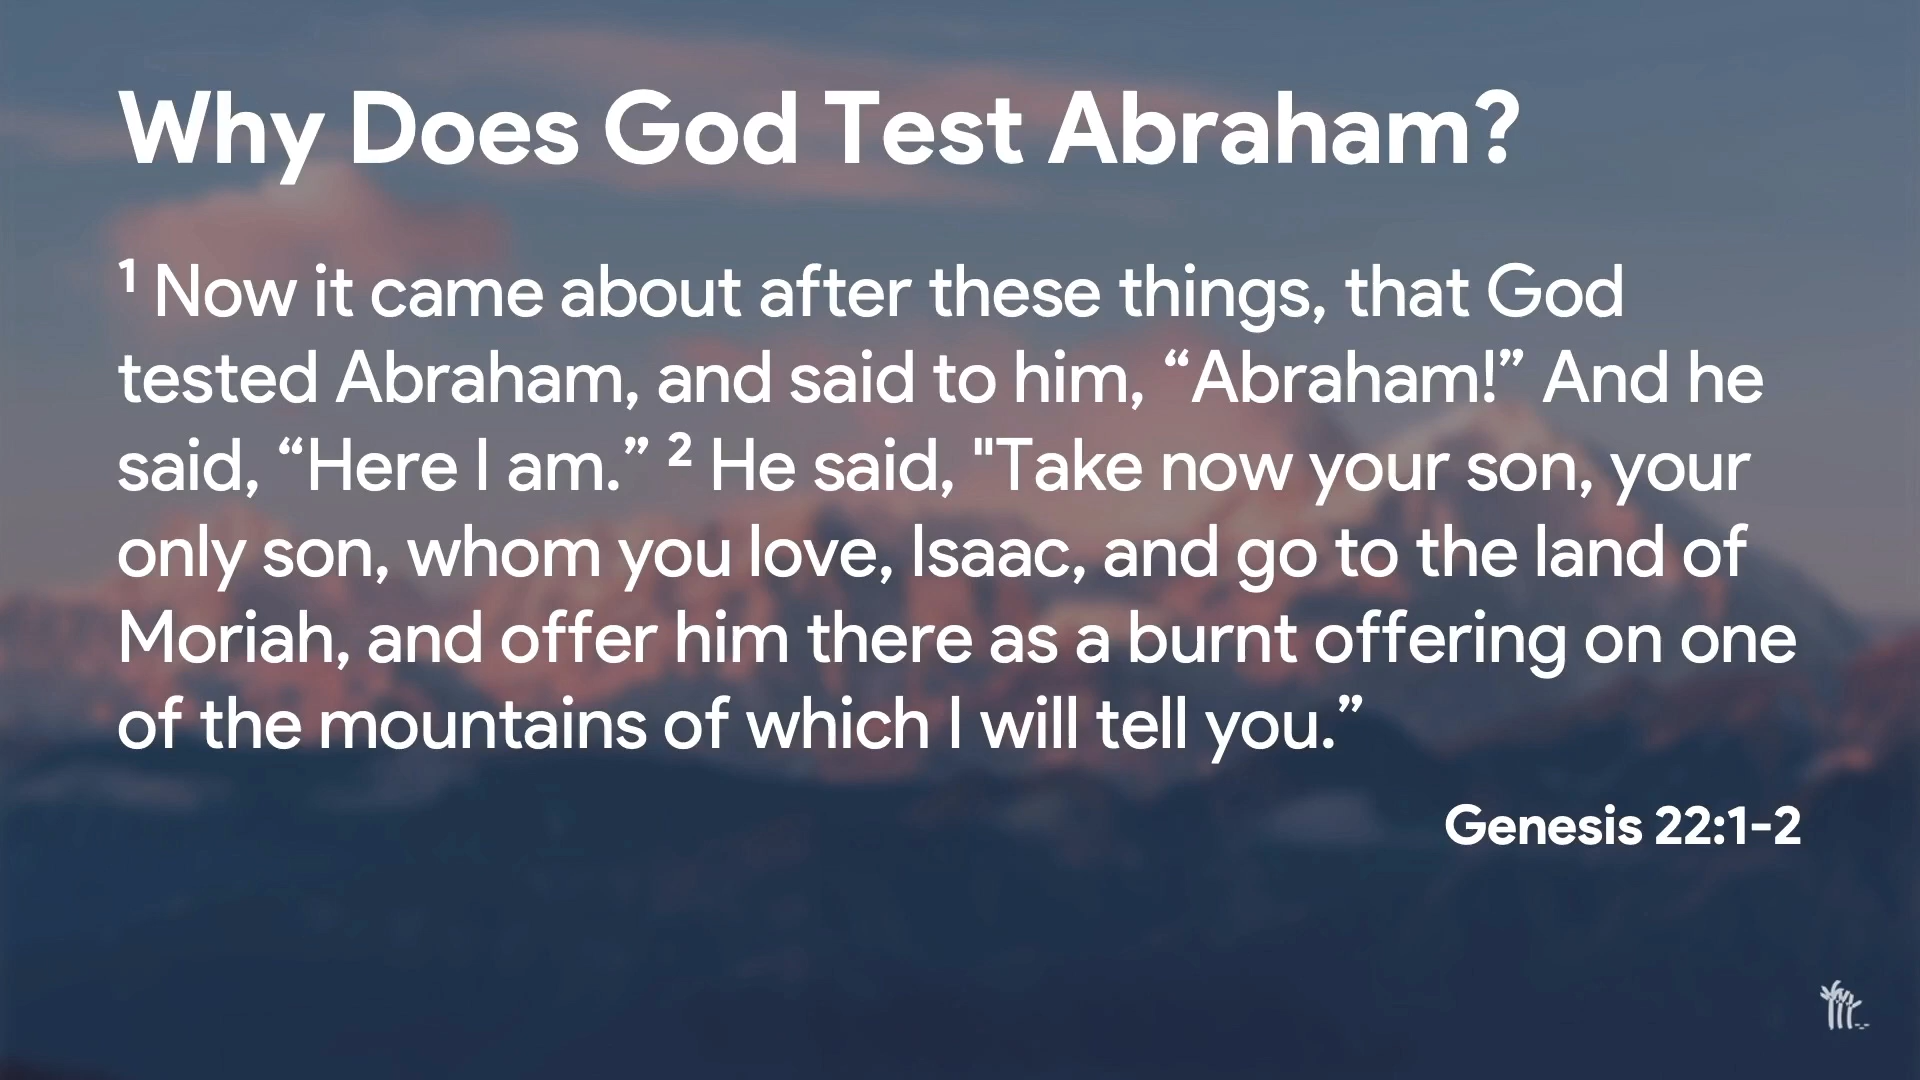 Why Does God Test Abraham?
¹ Now it came about after these things, that God
tested Abraham, and said to him, “Abraham!” And he
said, “Here I am.” ² He said, "Take now your son, your
only son, whom you love, Isaac, and go to the land of
Moriah, and offer him there as a burnt offering on one
of the mountains of which I will tell you.”
Genesis 22:1-2